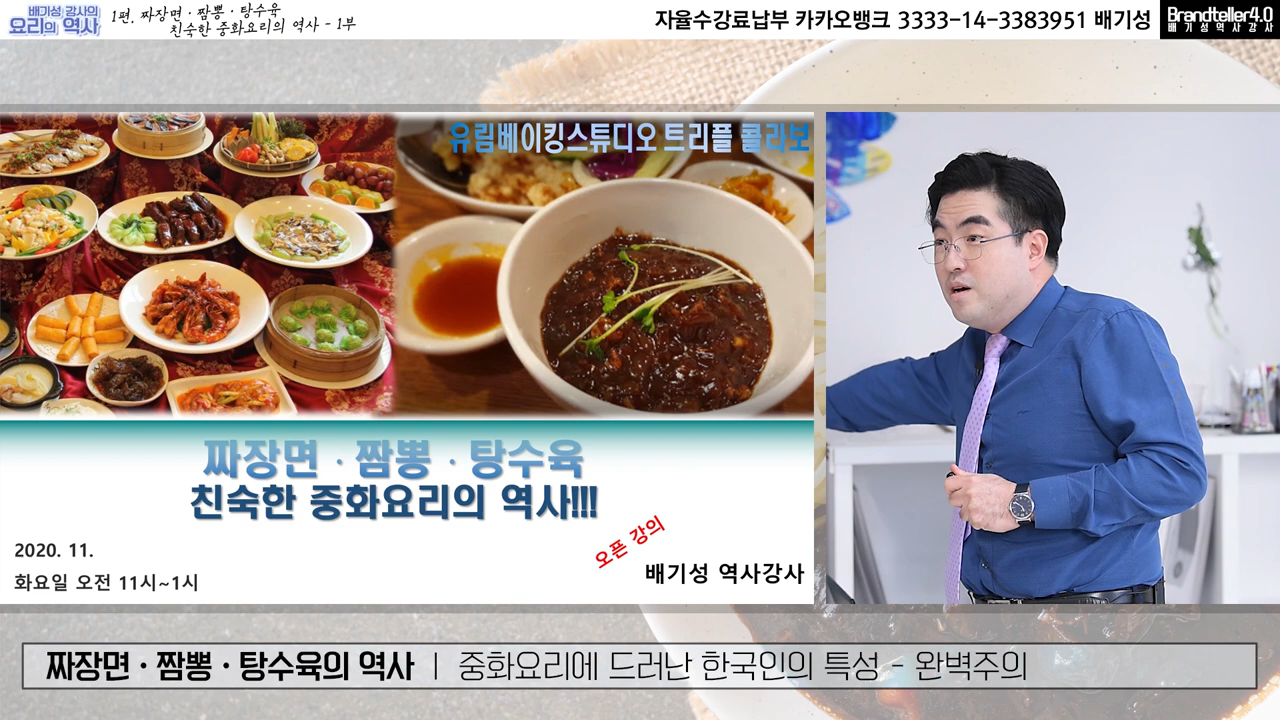 배기성 강사의
요리의 역사
1편. 짜장면 · 짬뽕 · 탕수육
친숙한 중화요리의 역사 - 1부
자율수강료납부 카카오뱅크 3333-14-3383951 배기성
Brandteller4.0
배기성역사강사
유림베이킹스튜디오 트리플 콜라보
짜장면 · 짬뽕 · 탕수육
친숙한 중화요리의 역사!!!
2020. 11.
화요일 오전 11시~1시
오픈 강의
배기성 역사강사
짜장면 · 짬뽕 · 탕수육의 역사 | 중화요리에 드러난 한국인의 특성 - 완벽주의